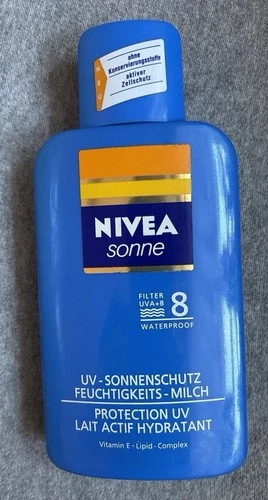 ohne
Konservierungsstoffe
aktiver
Zellschutz
NIVEA
sonne
FILTER
UVA+B
8
WATERPROOF
UV-SONNENSCHUTZ
FEUCHTIGKEITS-MILCH
PROTECTION UV
LAIT ACTIF HYDRATANT
Vitamin E·Lipid·Complex